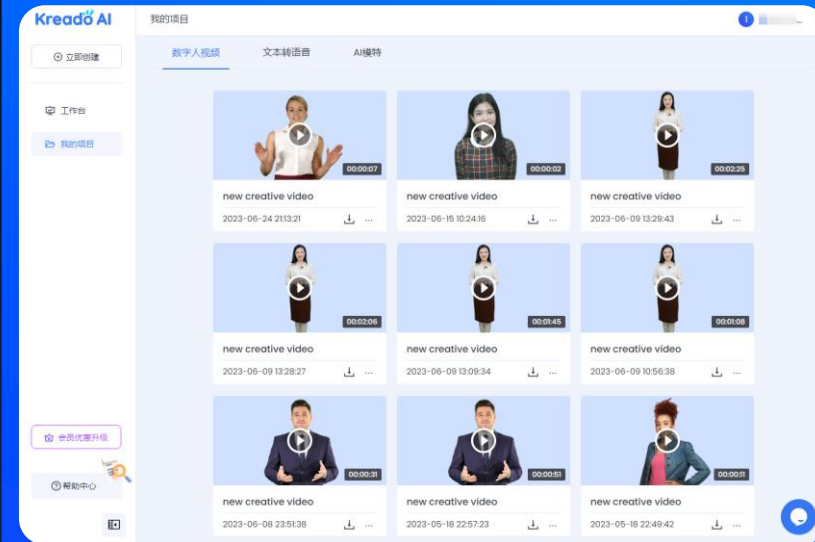 Kreado AI
我的项目
1
立即创建
工作台
我的项目
会员优惠升级
帮助中心
数字人视频
文本转语音
AI模特
00:00:07
00:00:02
00:02:25
new creative video
new creative video
new creative video
2023-06-24 21:13:21
...
2023-06-15 10:24:16
...
2023-06-09 13:29:43
...
00:02:06
00:01:45
00:01:08
new creative video
new creative video
new creative video
2023-06-09 13:28:27
...
2023-06-09 13:09:34
...
2023-06-09 10:56:38
...
00:00:31
00:00:51
00:00:11
new creative video
new creative video
new creative video
2023-06-08 23:51:38
...
2023-05-18 22:57:23
...
2023-05-18 22:49:42
...